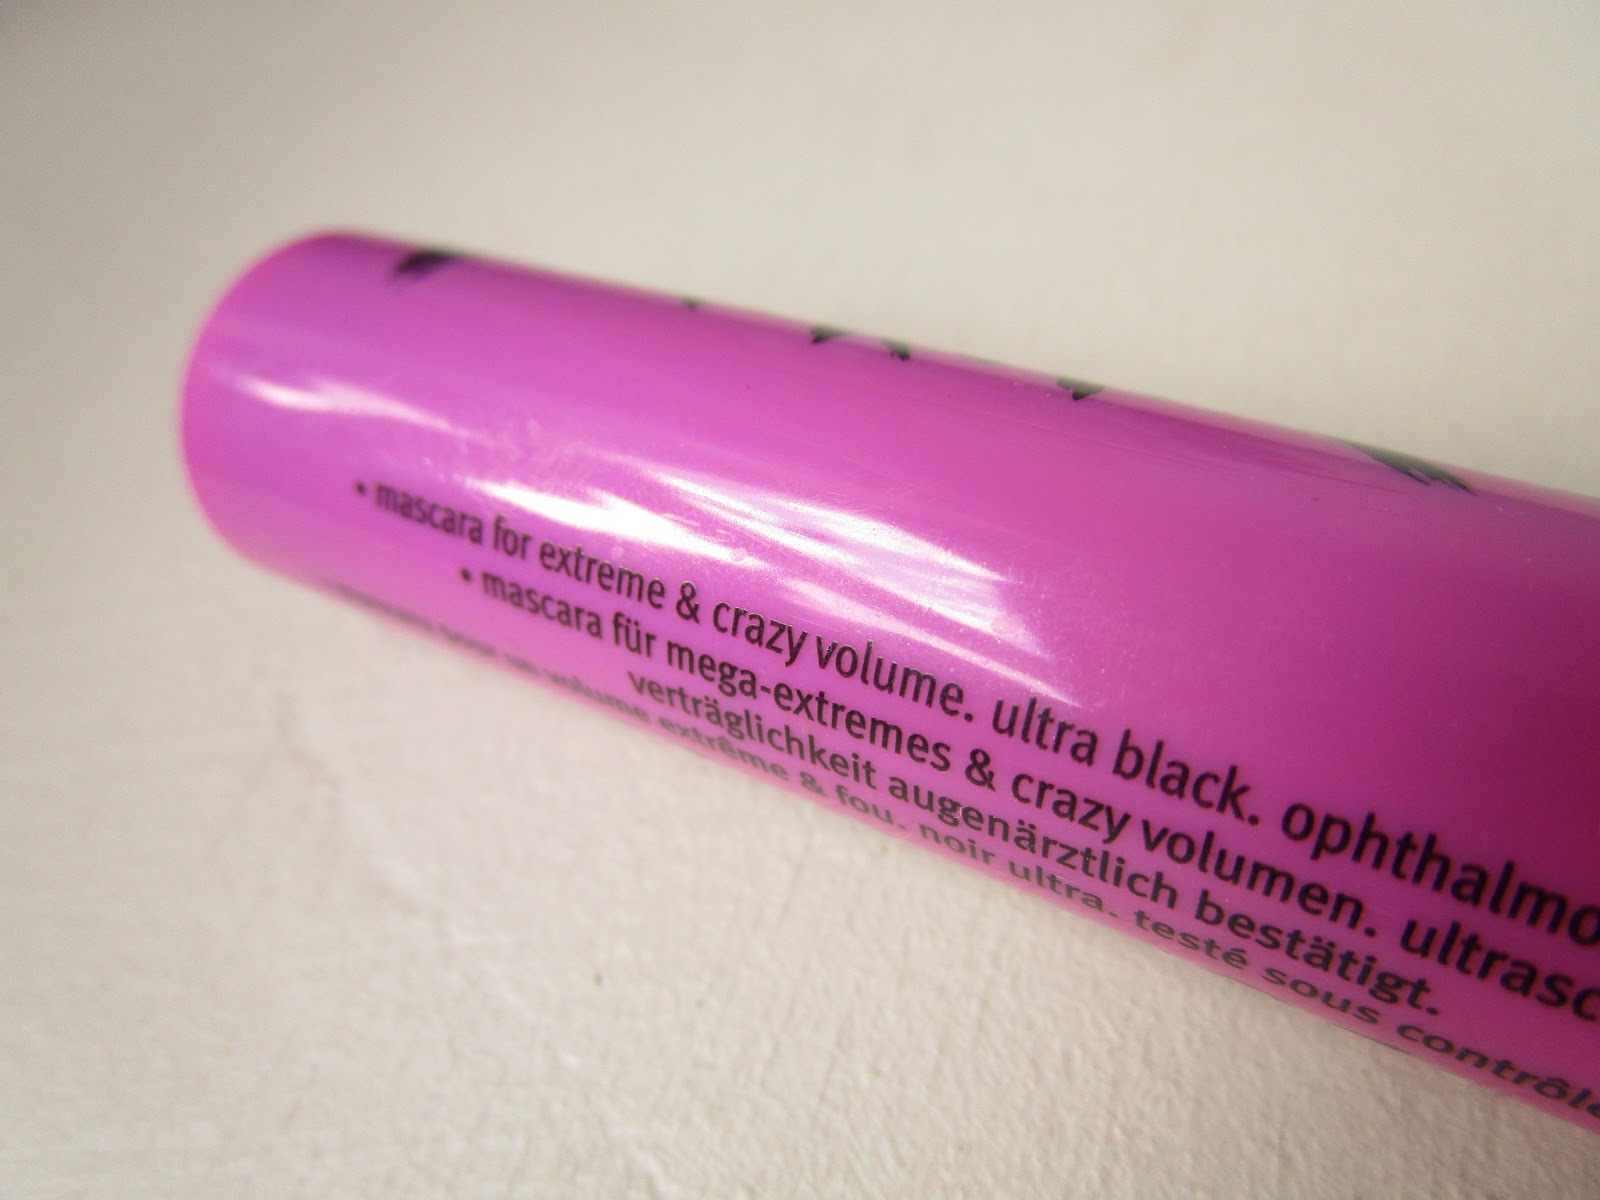 • mascara for extreme & crazy volume. ultra black. ophthalmo
• mascara für mega-extremes & crazy volumen. ultrasc
verträglichkeit augenärztlich bestätigt.
volume extrême & fou. noir
ultra. testé sous contrôle